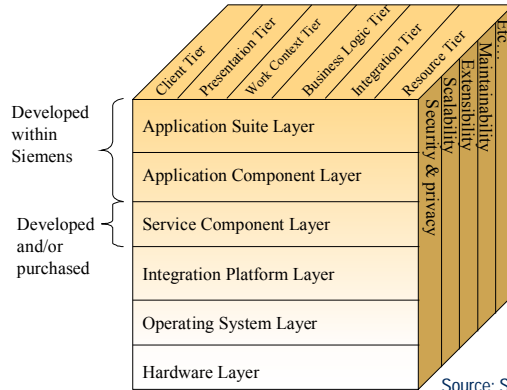 Client Tier
Presentation Tier
Work Context Tier
Business Logic Tier
Integration Tier
Resource Tier
Etc…
Maintainability
Extensibility
Scalability
Security & privacy
Developed
within
Siemens
Application Suite Layer
Application Component Layer
Developed
and/or
purchased
Service Component Layer
Integration Platform Layer
Operating System Layer
Hardware Layer
Source: S